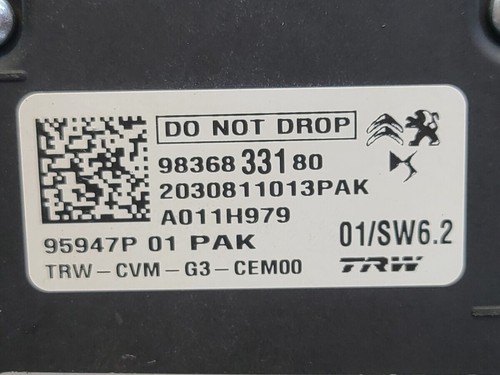 DO NOT DROP
98368 331 80
2030811013PAK
A011H979
95947P 01 PAK
01/SW6.2
TRW-CVM-G3-CEM00
TRW